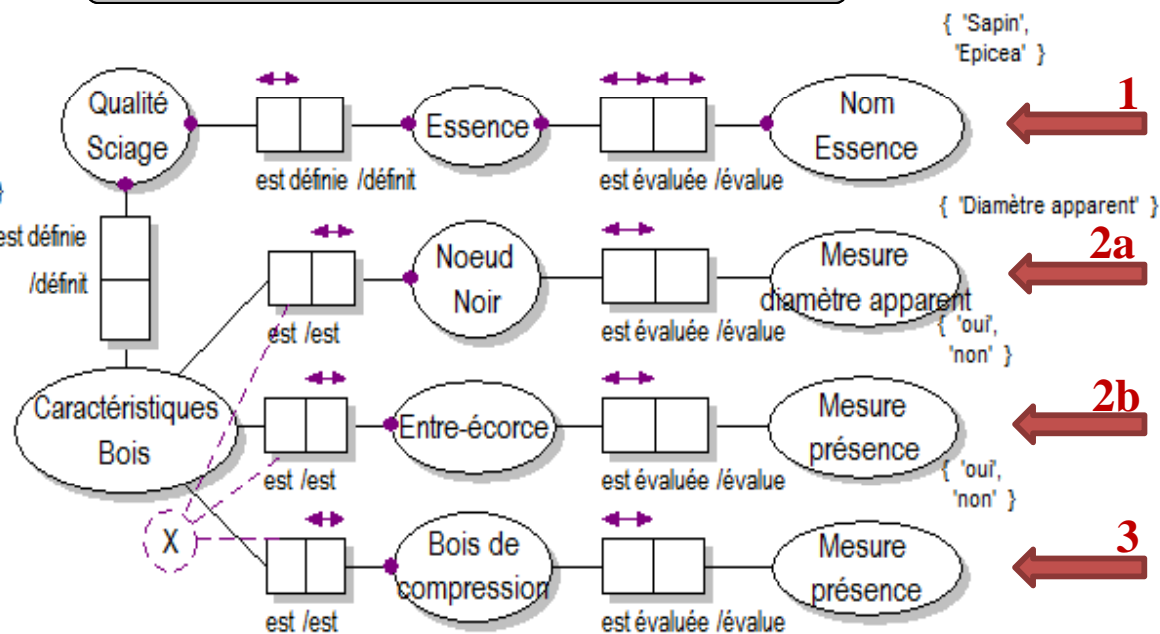 { 'Sapin',
'Epicea' }
1
Qualité
Sciage
Essence
Nom
Essence
est définie /définit
est évaluée /évalue
}
{ 'Diamètre apparent' }
2a
est définie
/définit
Noeud
Noir
Mesure
diamètre apparent
est /est
est évaluée /évalue
{ 'oui',
'non' }
2b
Caractéristiques
Bois
Entre-écorce
Mesure
présence
est /est
est évaluée /évalue
{ 'oui',
'non' }
3
X
Bois de
compression
Mesure
présence
est /est
est évaluée /évalue